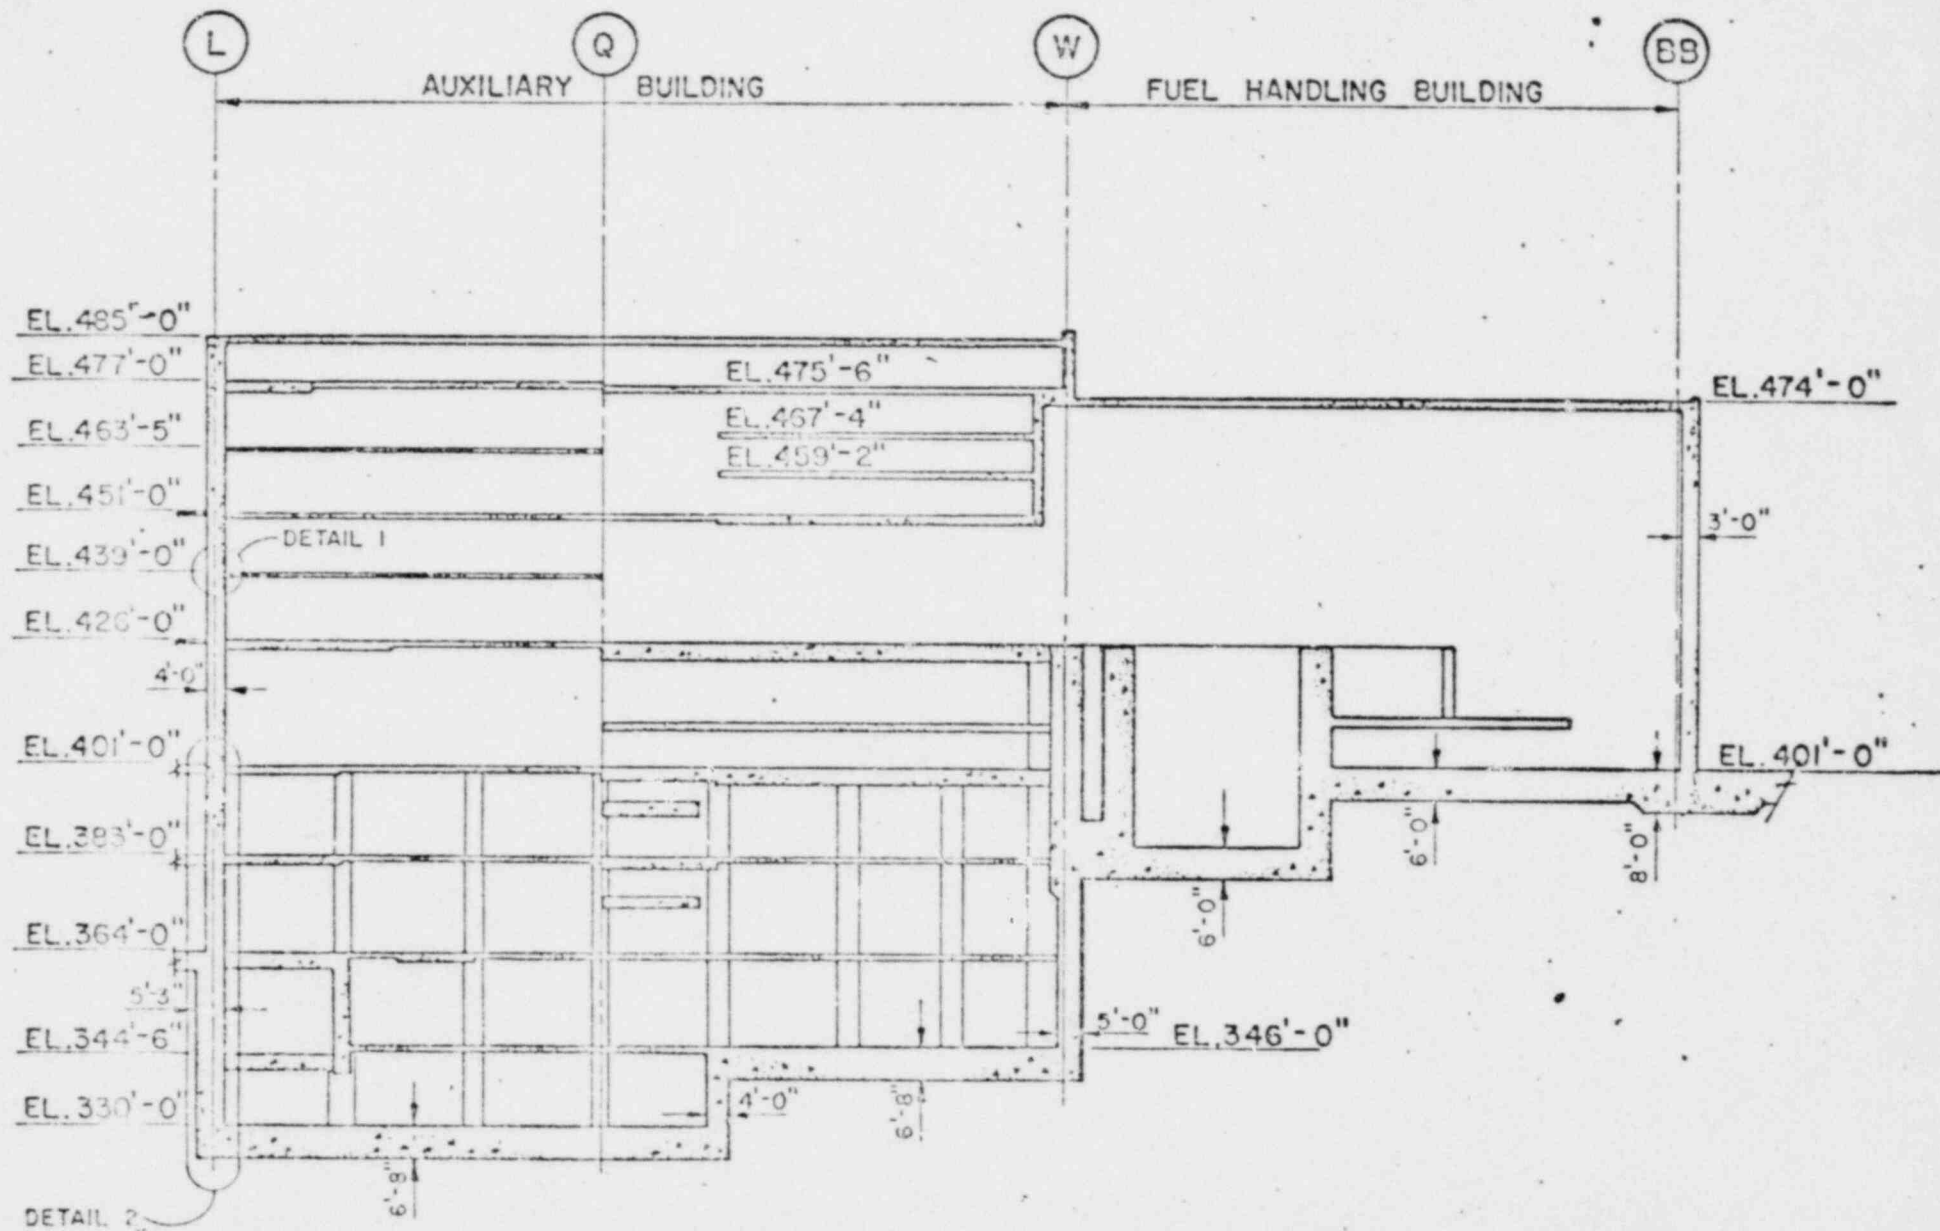 L
Q
W
BB
AUXILIARY BUILDING
FUEL HANDLING BUILDING
EL.485'-0"
EL.477'-0"
EL.475'-6"
EL.474'-0"
EL.467'-4"
EL.463'-5"
EL.459'-2"
EL.451'-0"
3'-0"
DETAIL 1
EL.439'-0"
EL.426'-0"
4'-0"
EL.401'-0"
EL.401'-0"
EL.383'-0"
6'-0"
8'-0"
EL.364'-0"
6'-0"
5'-3"
5'-0"
EL.346'-0"
EL.344'-6"
EL.330'-0"
4'-0"
6'-8"
6'-8"
DETAIL 2